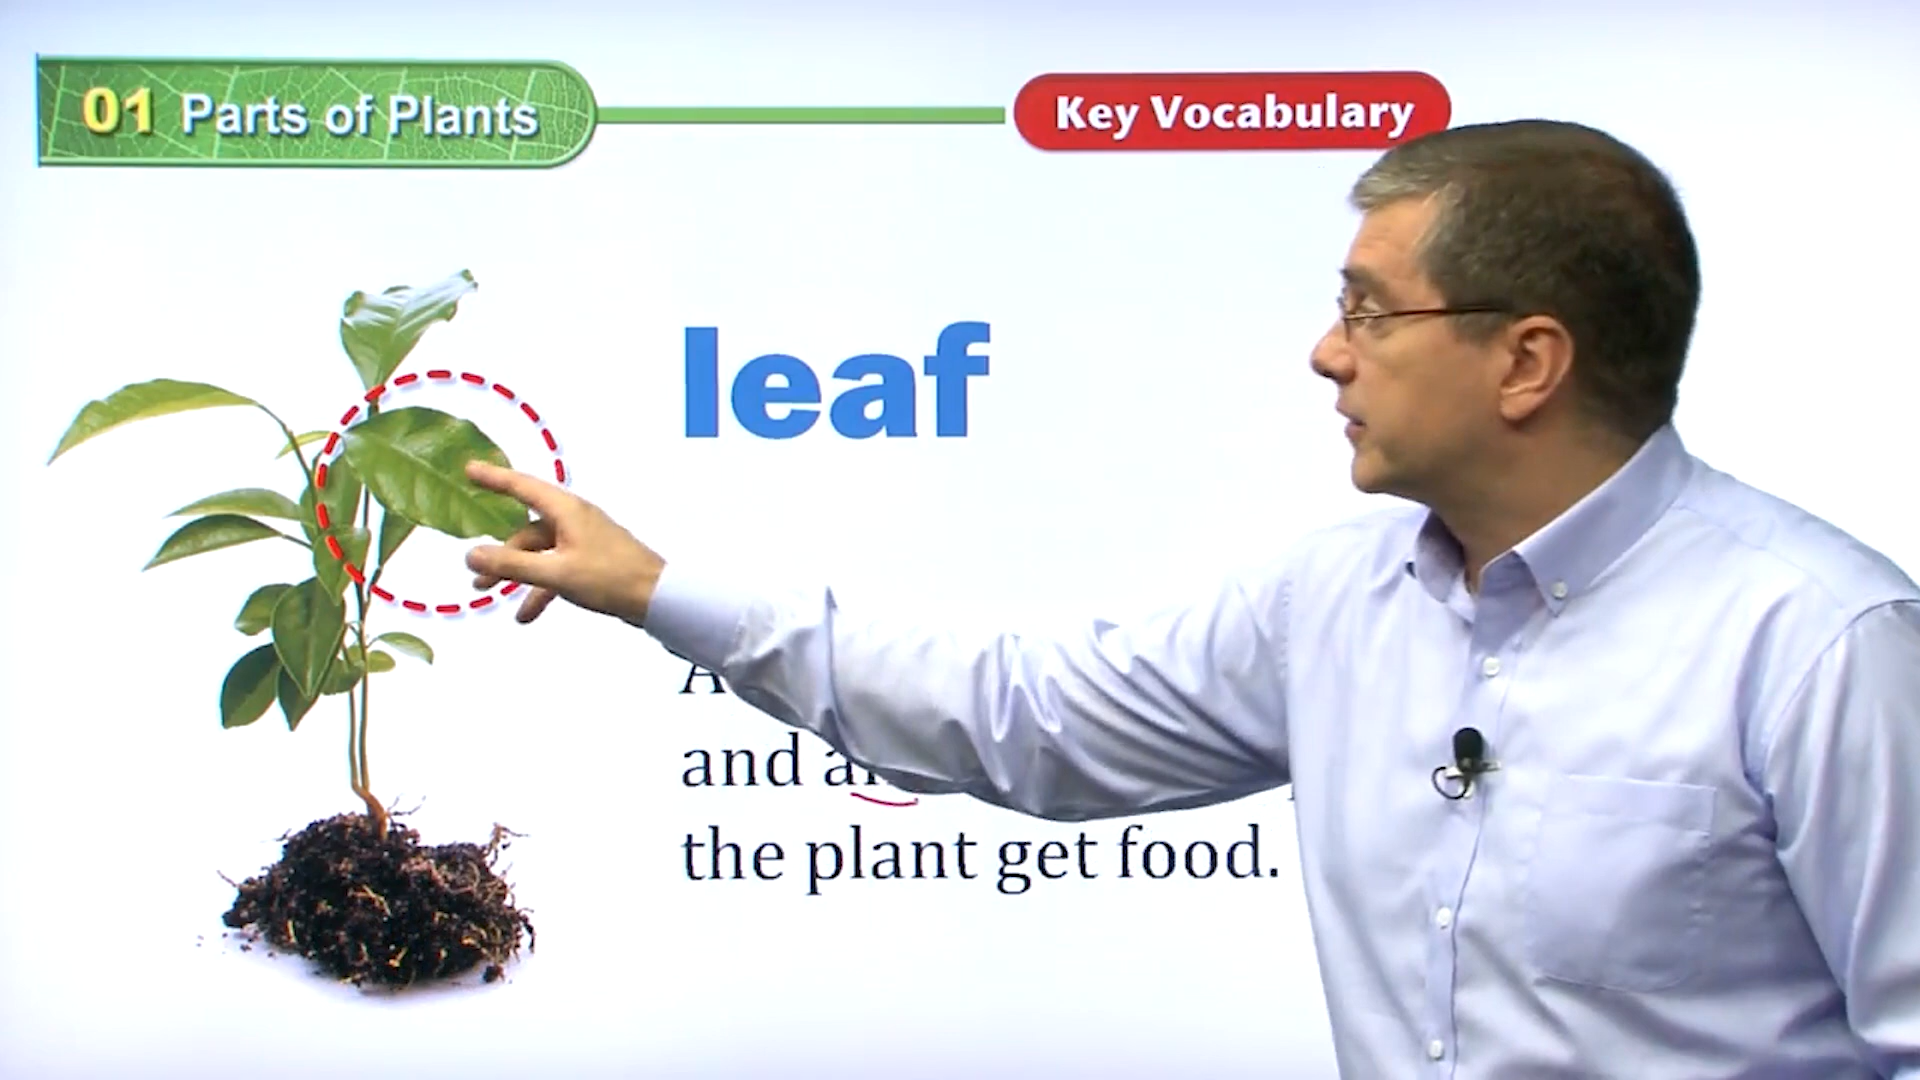 01 Parts of Plants
Key Vocabulary
leaf
and
the plant get food.